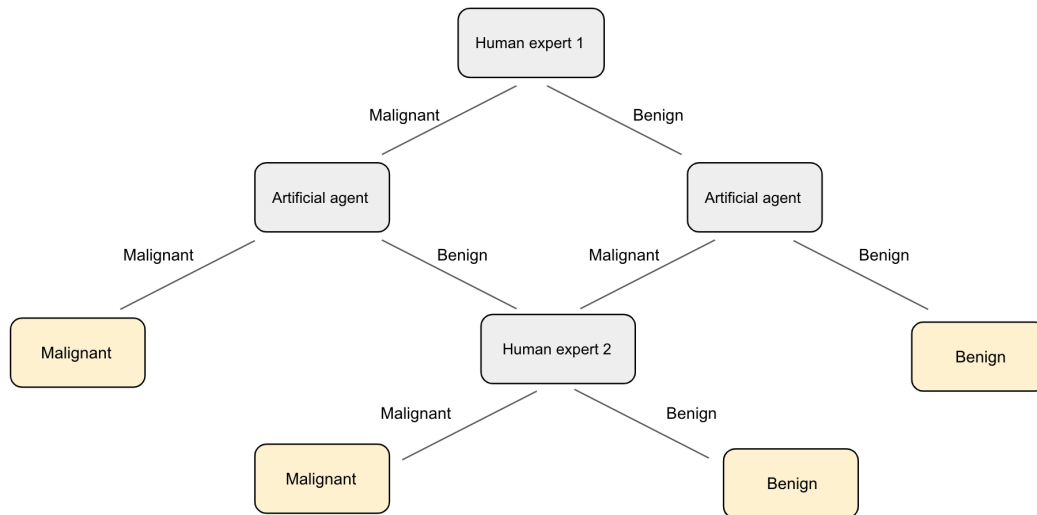 Human expert 1
Malignant
Benign
Artificial agent
Artificial agent
Malignant
Benign
Malignant
Benign
Malignant
Human expert 2
Benign
Malignant
Benign
Malignant
Benign